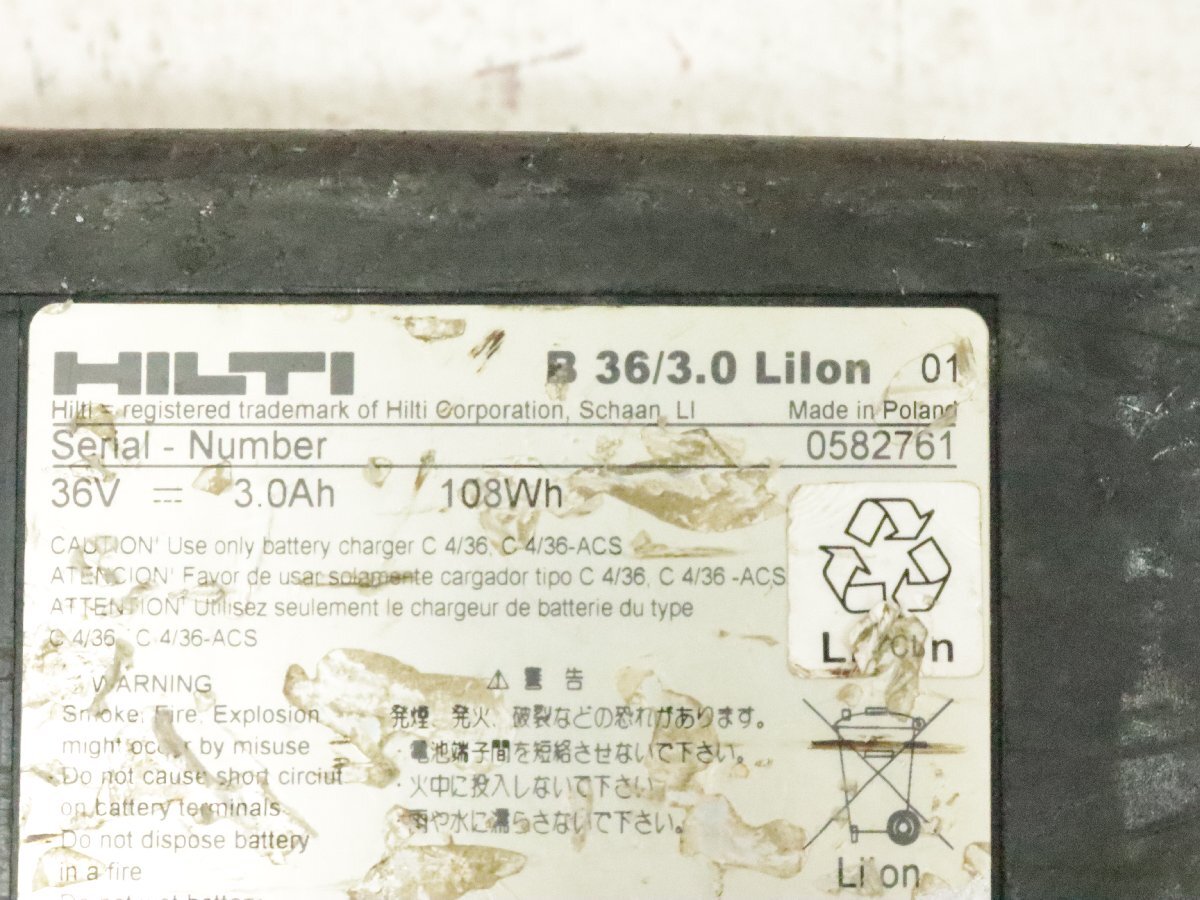 HILTI B 36/3.0 LiIon 01
Hilti = registered trademark of Hilti Corporation, Schaan, LI Made in Poland
Serial - Number 0582761
36V ⎓ 3.0Ah 108Wh
CAUTION' Use only battery charger C 4/36, C 4/36-ACS
ATENCION' Favor de usar solamente cargador tipo C 4/36, C 4/36 -ACS
ATTENTION' Utilisez seulement le chargeur de batterie du type
C 4/36, C 4/36-ACS
WARNING
Smoke, Fire, Explosion
might occur by misuse
- Do not cause short circiut
on battery terminals
- Do not dispose battery
in a fire
⚠ 警 告
発煙、発火、破裂などの恐れがあります。
・電池端子間を短絡させないで下さい。
・火中に投入しないで下さい
・雨や水に濡らさないで下さい。
Li Ion